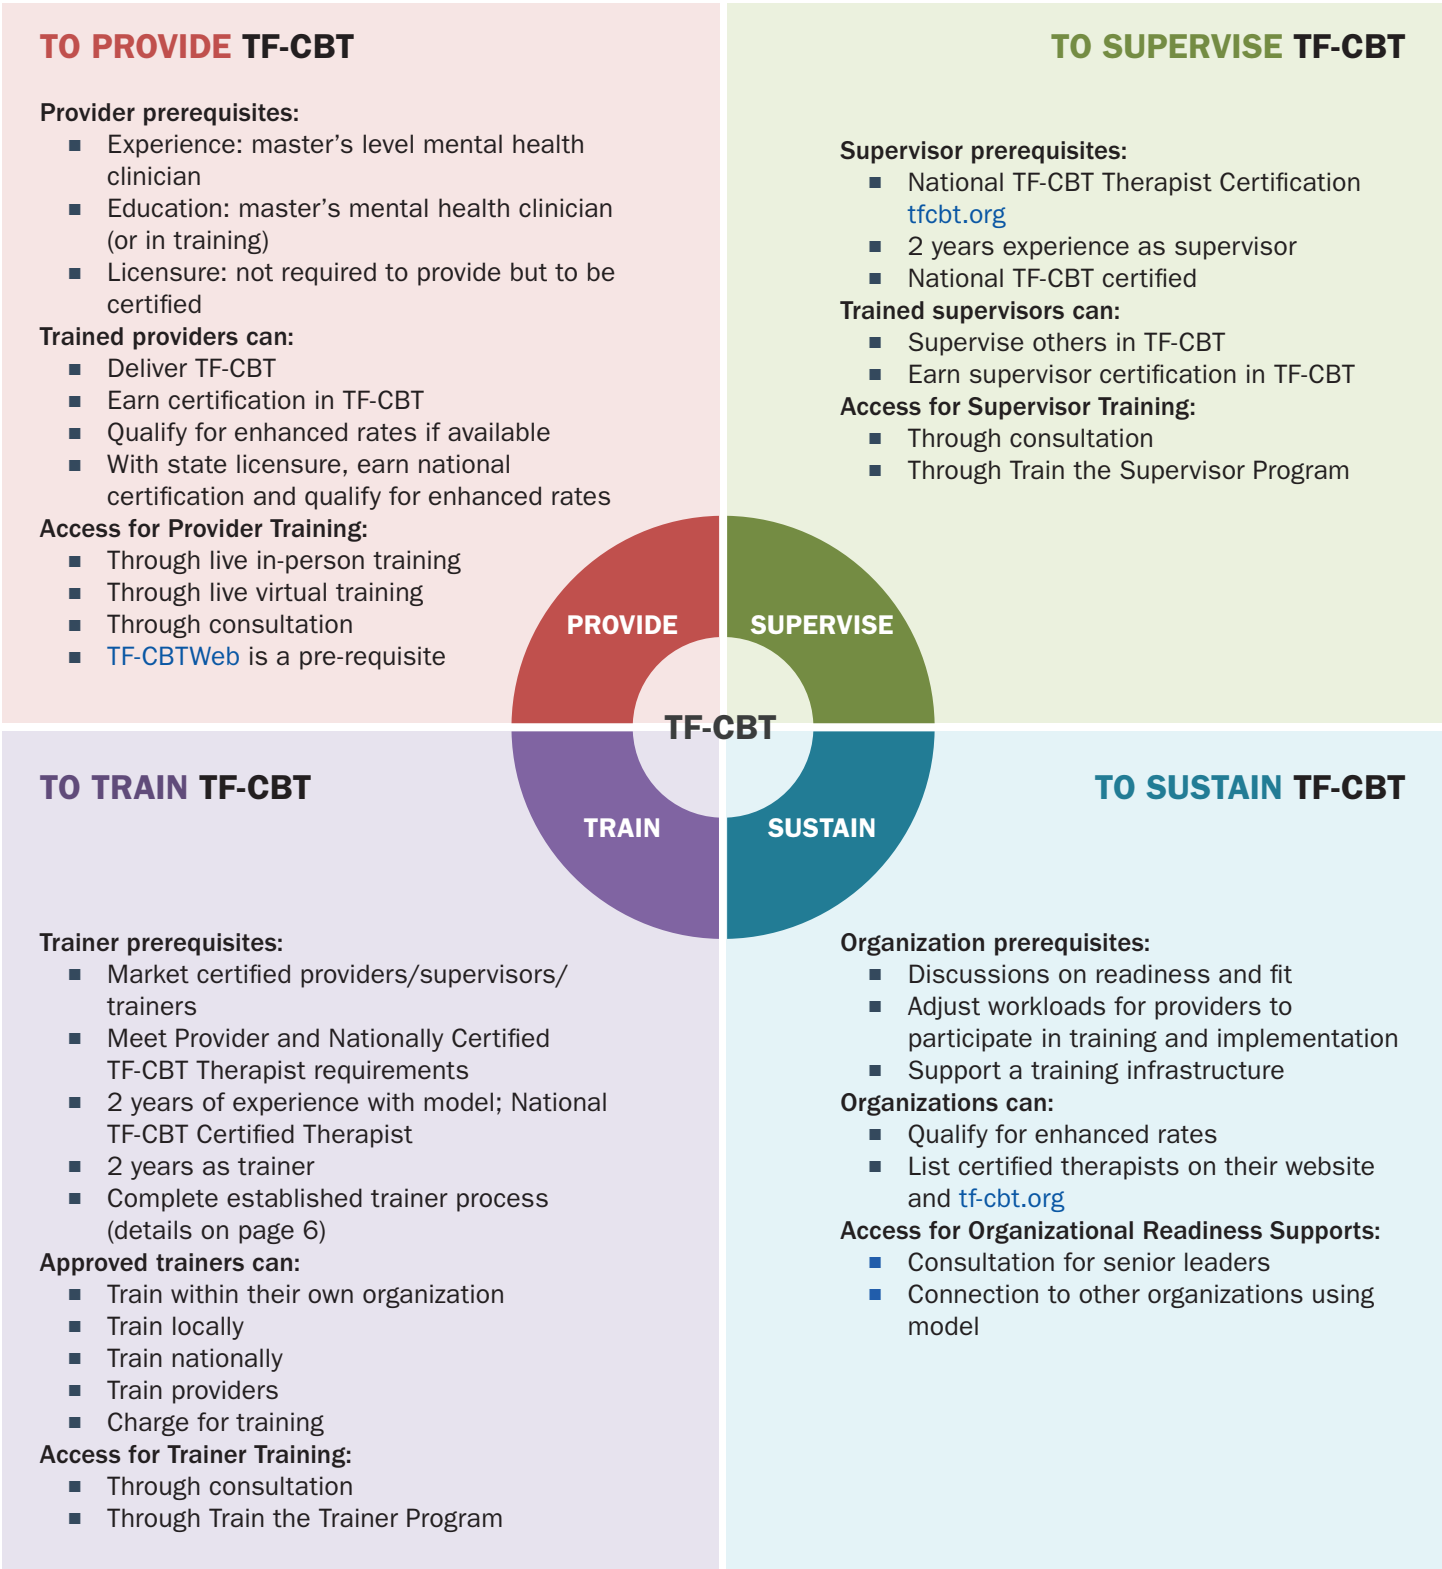 TO PROVIDE TF-CBT
Provider prerequisites:
■ Experience: master's level mental health
clinician
■ Education: master's mental health clinician
(or in training)
■ Licensure: not required to provide but to be
certified
Trained providers can:
■ Deliver TF-CBT
■ Earn certification in TF-CBT
■ Qualify for enhanced rates if available
■ With state licensure, earn national
certification and qualify for enhanced rates
Access for Provider Training:
■ Through live in-person training
■ Through live virtual training
■ Through consultation
■ TF-CBTWeb is a pre-requisite
TO SUPERVISE TF-CBT
Supervisor prerequisites:
■ National TF-CBT Therapist Certification
tfcbt.org
■ 2 years experience as supervisor
■ National TF-CBT certified
Trained supervisors can:
■ Supervise others in TF-CBT
■ Earn supervisor certification in TF-CBT
Access for Supervisor Training:
■ Through consultation
■ Through Train the Supervisor Program
PROVIDE
SUPERVISE
TF-CBT
TRAIN
SUSTAIN
TO TRAIN TF-CBT
Trainer prerequisites:
■ Market certified providers/supervisors/
trainers
■ Meet Provider and Nationally Certified
TF-CBT Therapist requirements
■ 2 years of experience with model; National
TF-CBT Certified Therapist
■ 2 years as trainer
■ Complete established trainer process
(details on page 6)
Approved trainers can:
■ Train within their own organization
■ Train locally
■ Train nationally
■ Train providers
■ Charge for training
Access for Trainer Training:
■ Through consultation
■ Through Train the Trainer Program
TO SUSTAIN TF-CBT
Organization prerequisites:
■ Discussions on readiness and fit
■ Adjust workloads for providers to
participate in training and implementation
■ Support a training infrastructure
Organizations can:
■ Qualify for enhanced rates
■ List certified therapists on their website
and tf-cbt.org
Access for Organizational Readiness Supports:
■ Consultation for senior leaders
■ Connection to other organizations using
model